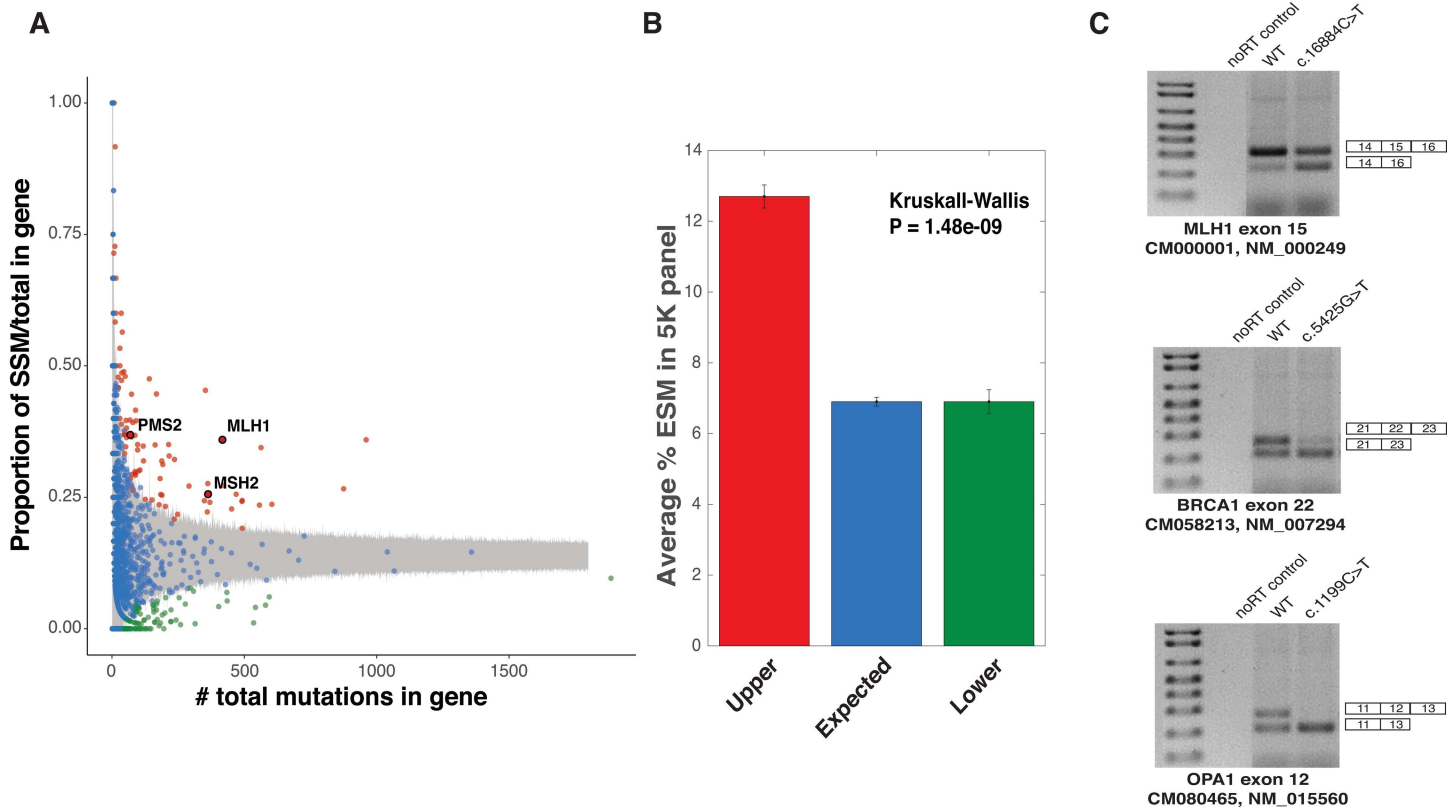 A
Proportion of SSM/total in gene
1.00
0.75
0.50
0.25
0.00
PMS2
MLH1
MSH2
0
500
1000
1500
# total mutations in gene
B
Average % ESM in 5K panel
14
12
10
8
6
4
2
0
Kruskall-Wallis
P = 1.48e-09
Upper
Expected
Lower
C
noRT control
WT
c.16884C>T
14 15 16
14 16
MLH1 exon 15
CM000001, NM_000249
noRT control
WT
c.5425G>T
21 22 23
21 23
BRCA1 exon 22
CM058213, NM_007294
noRT control
WT
c.1199C>T
11 12 13
11 13
OPA1 exon 12
CM080465, NM_015560